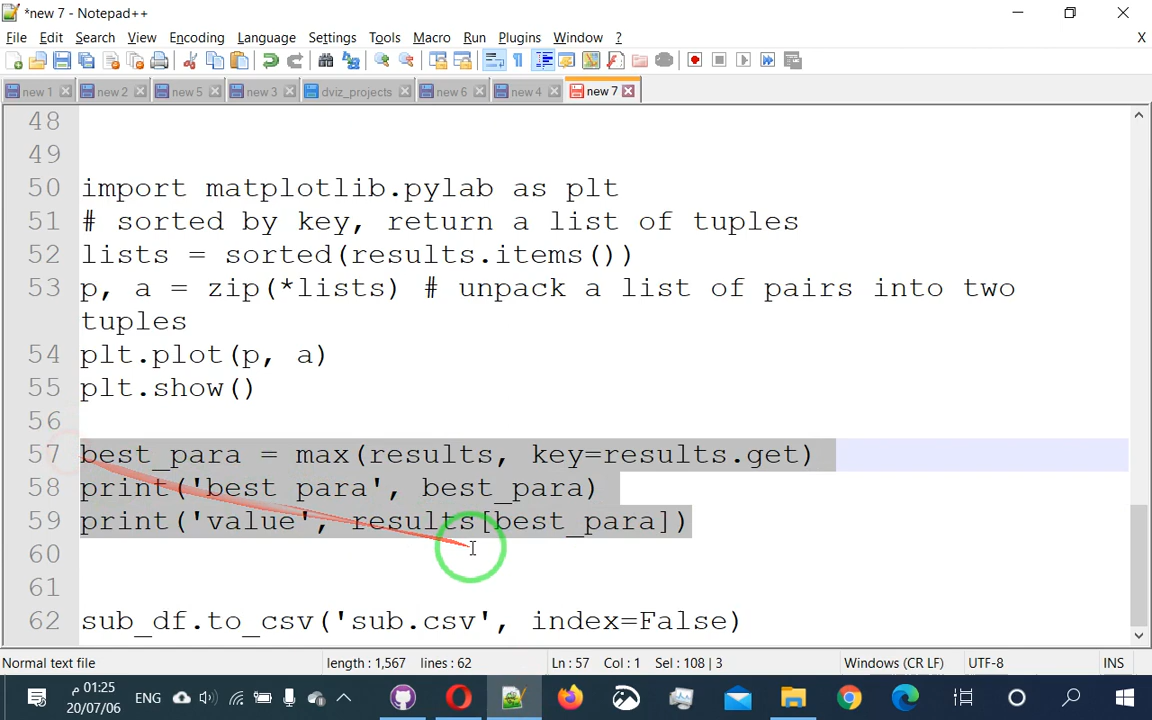 *new 7 - Notepad++
File Edit Search View Encoding Language Settings Tools Macro Run Plugins Window ? X
new 1 new 2 new 5 new 3 dviz_projects new 6 new 4 new 7
48
49
50 import matplotlib.pylab as plt
51 # sorted by key, return a list of tuples
52 lists = sorted(results.items())
53 p, a = zip(*lists) # unpack a list of pairs into two
tuples
54 plt.plot(p, a)
55 plt.show()
56
57 best_para = max(results, key=results.get)
58 print('best para', best_para)
59 print('value', results[best_para])
60
61
62 sub_df.to_csv('sub.csv', index=False)
Normal text file length : 1,567 lines : 62 Ln : 57 Col : 1 Sel : 108 | 3 Windows (CR LF) UTF-8 INS
01:25 م ENG
20/07/06